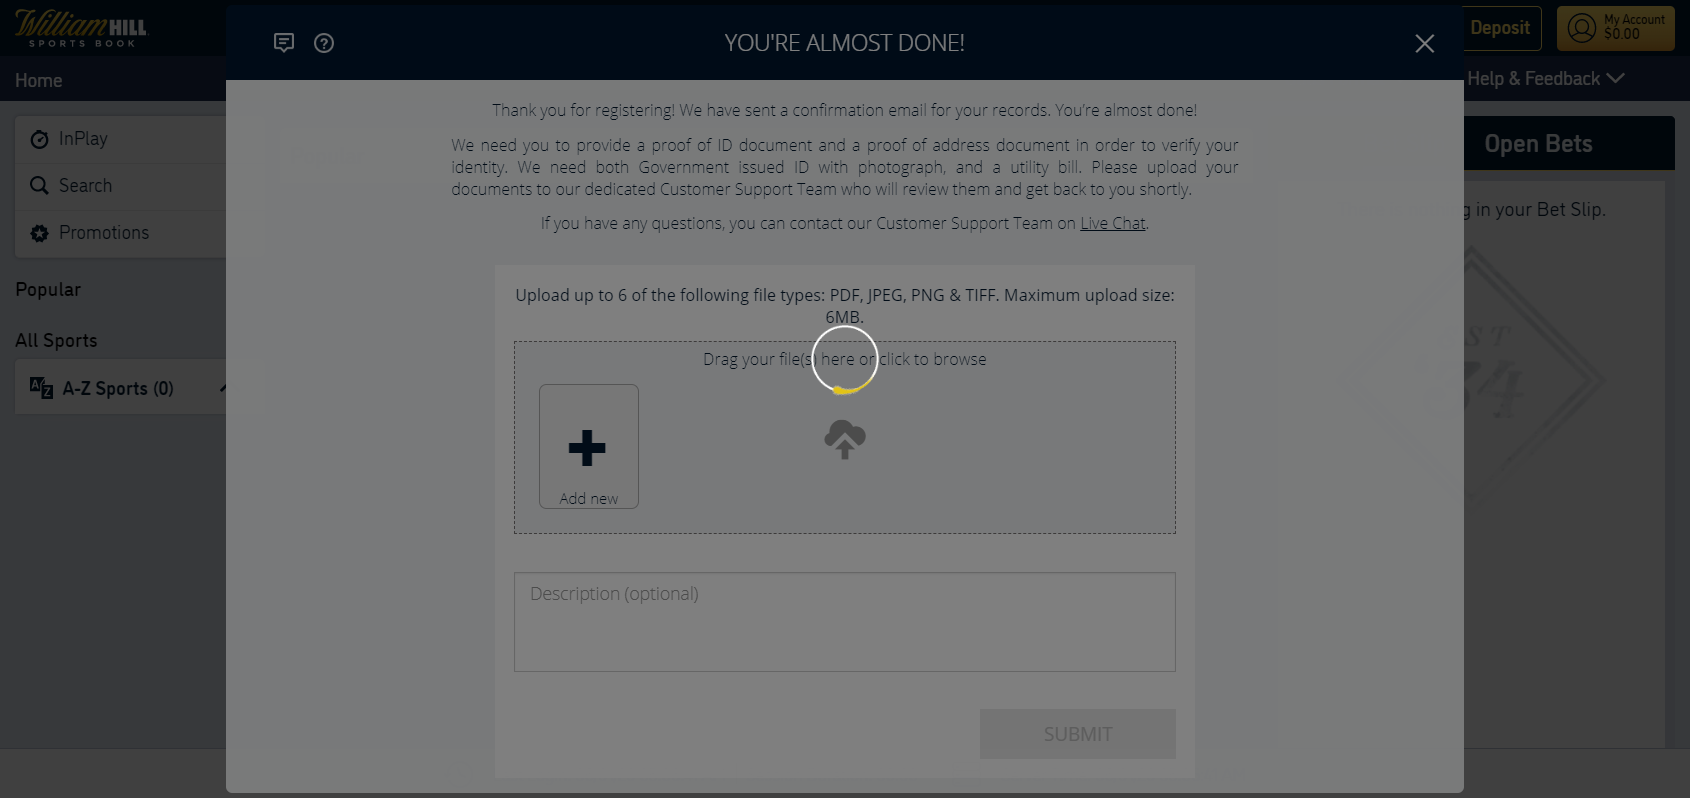 William HILL
SPORTS BOOK
YOU'RE ALMOST DONE!
Deposit
My Account
$0.00
Home
Help & Feedback
InPlay
Search
Promotions
Popular
All Sports
A-Z Sports (0)
Thank you for registering! We have sent a confirmation email for your records. You're almost done!
We need you to provide a proof of ID document and a proof of address document in order to verify your
identity. We need both Government issued ID with photograph, and a utility bill. Please upload your
documents to our dedicated Customer Support Team who will review them and get back to you shortly.
If you have any questions, you can contact our Customer Support Team on Live Chat.
Upload up to 6 of the following file types: PDF, JPEG, PNG & TIFF. Maximum upload size:
6MB.
Drag your file(s) here or click to browse
Add new
Description (optional)
SUBMIT
Open Bets
g in your Bet Slip.
ST
34